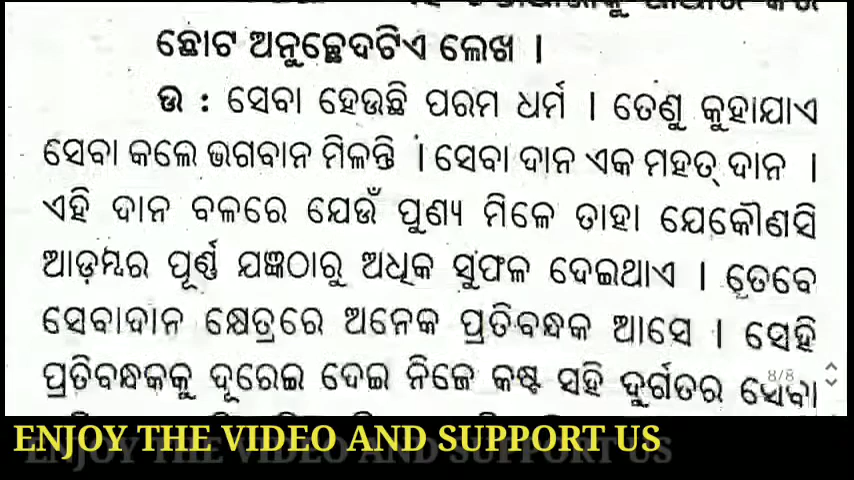 ଛୋଟ ଅନୁଚ୍ଛେଦଟିଏ ଲେଖ ।
ଉ : ସେବା ହେଉଛି ପରମ ଧର୍ମ । ତେଣୁ କୁହାଯାଏ
ସେବା କଲେ ଭଗବାନ ମିଳନ୍ତି । ସେବା ଦାନ ଏକ ମହତ୍ ଦାନ ।
ଏହି ଦାନ ବଳରେ ଯେଉଁ ପୁଣ୍ୟ ମିଳେ ତାହା ଯେକୌଣସି
ଆଡ଼ମ୍ବର ପୂର୍ଣ୍ଣ ଯଜ୍ଞଠାରୁ ଅଧିକ ସୁଫଳ ଦେଇଥାଏ । ତେବେ
ସେବାଦାନ କ୍ଷେତ୍ରରେ ଅନେକ ପ୍ରତିବନ୍ଧକ ଆସେ । ସେହି
ପ୍ରତିବନ୍ଧକକୁ ଦୂରେଇ ଦେଇ ନିଜେ କଷ୍ଟ ସହି ଦୁର୍ଗତର ସେବା
8/8
ENJOY THE VIDEO AND SUPPORT US